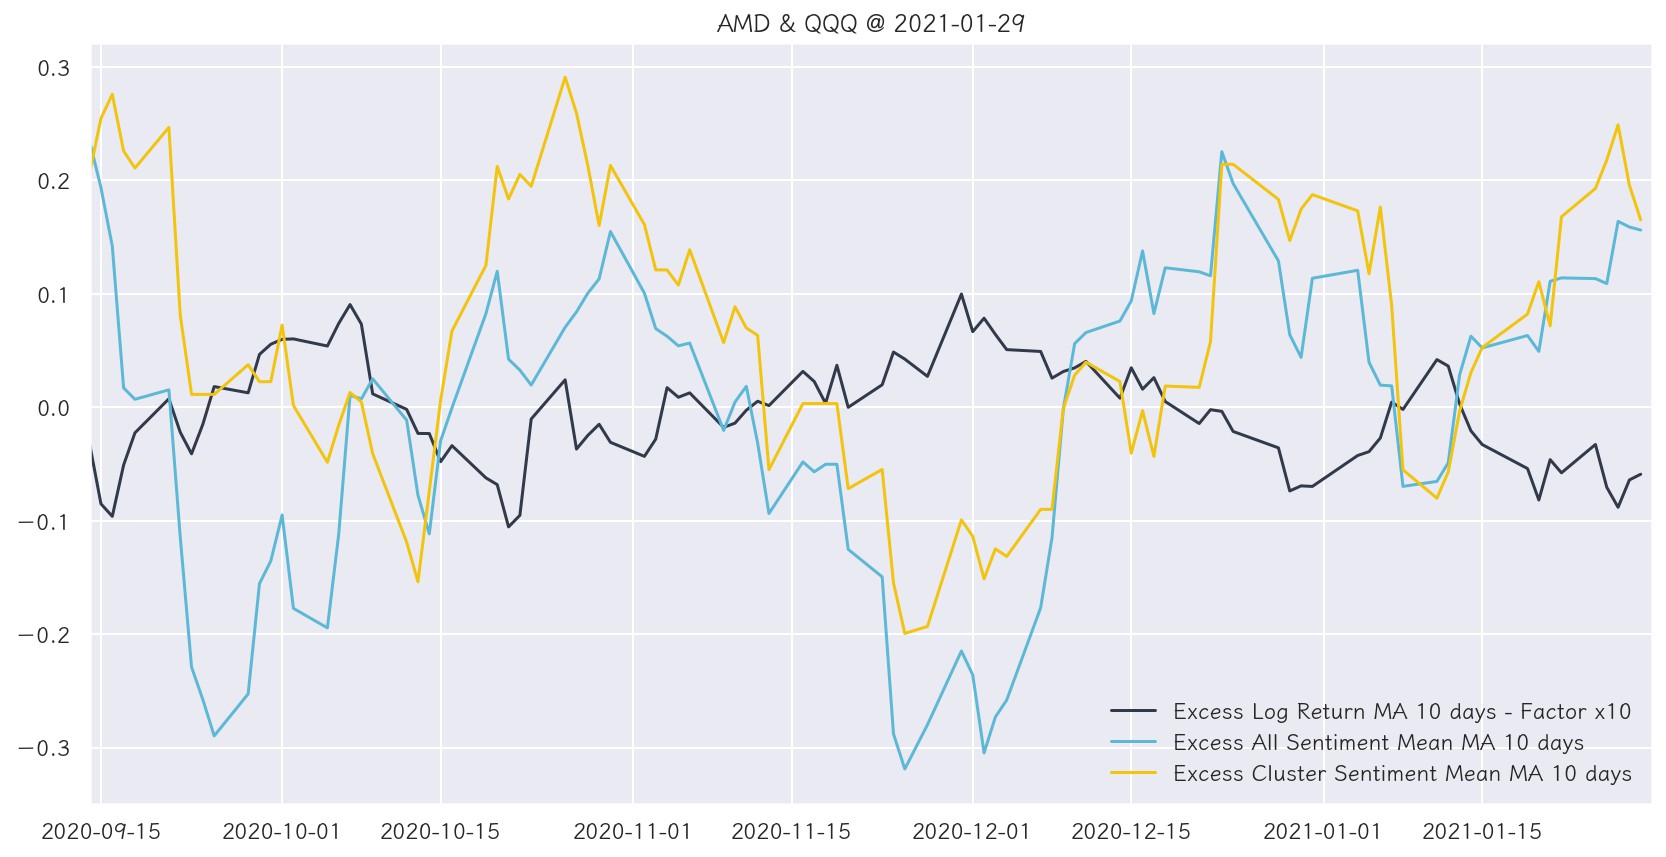 AMD & QQQ @ 2021-01-29
0.3
0.2
0.1
0.0
−0.1
−0.2
−0.3
Excess Log Return MA 10 days - Factor x10
Excess All Sentiment Mean MA 10 days
Excess Cluster Sentiment Mean MA 10 days
2020-09-15 2020-10-01 2020-10-15 2020-11-01 2020-11-15 2020-12-01 2020-12-15 2021-01-01 2021-01-15